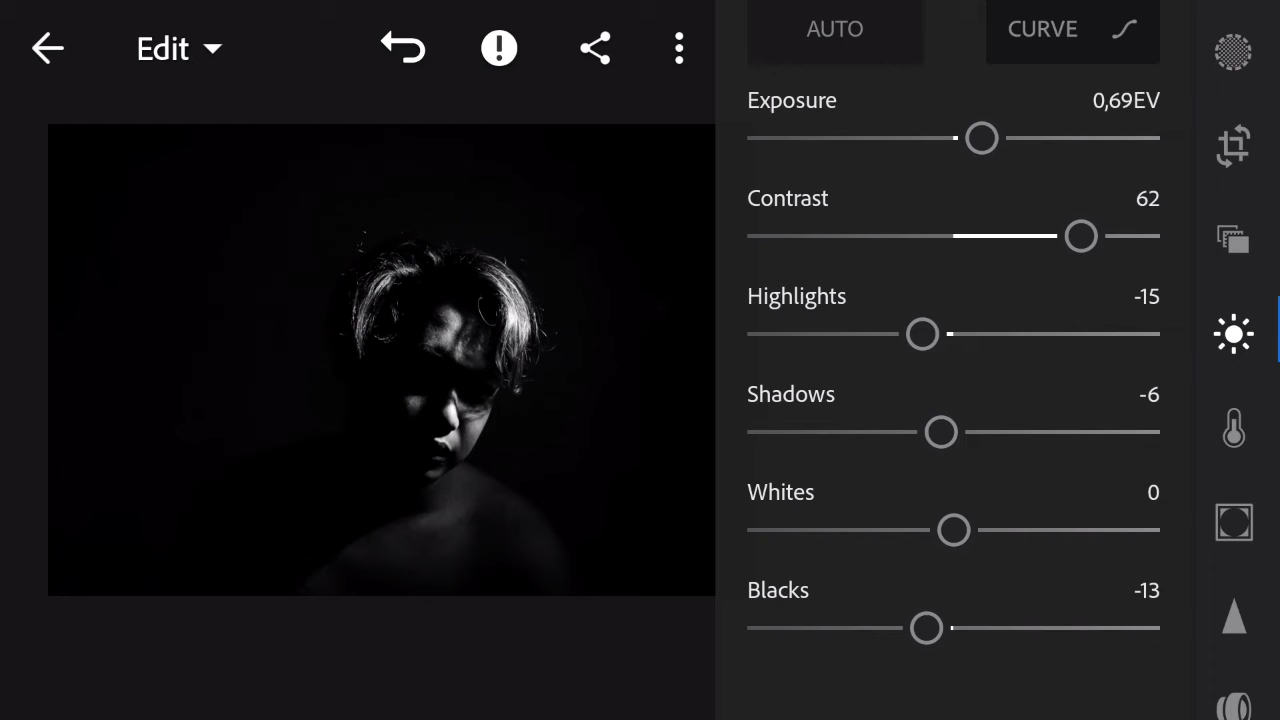 Edit
AUTO
CURVE
Exposure 0,69EV
Contrast 62
Highlights -15
Shadows -6
Whites 0
Blacks -13